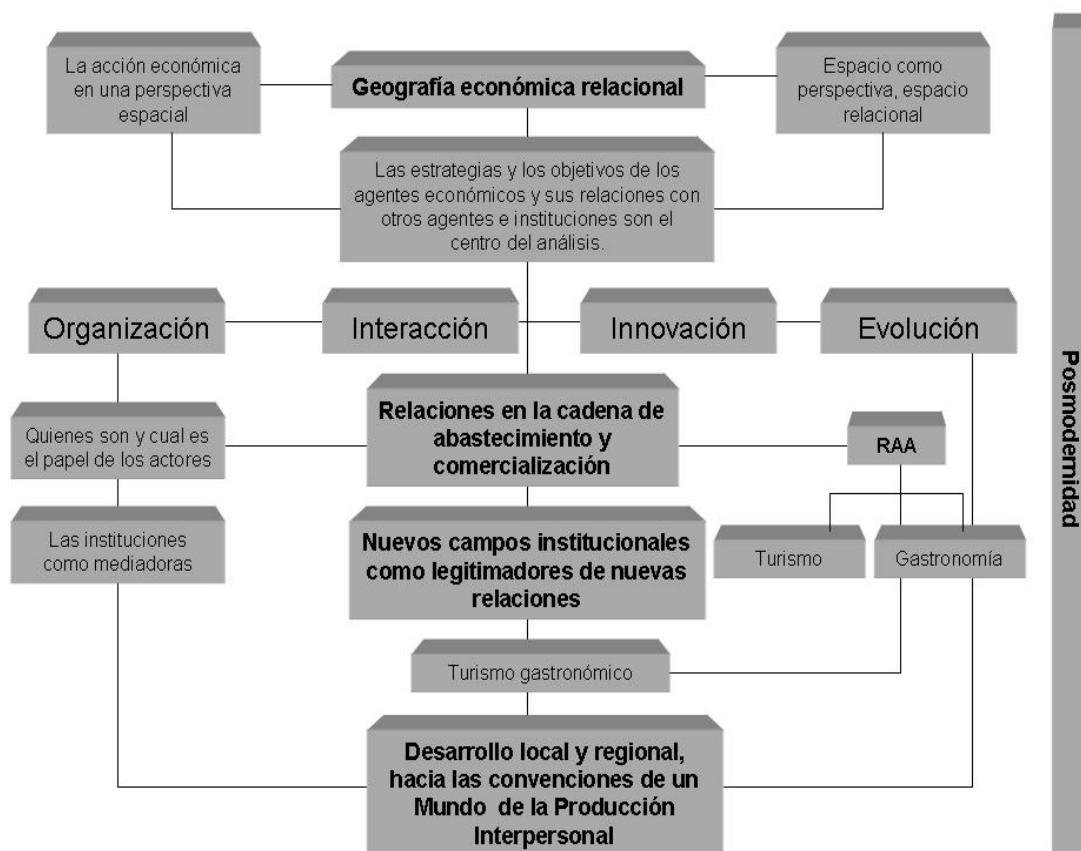 La acción económica
en una perspectiva
espacial
Geografía económica relacional
Espacio como
perspectiva, espacio
relacional
Las estrategias y los objetivos de los
agentes económicos y sus relaciones con
otros agentes e instituciones son el
centro del análisis.
Organización
Interacción
Innovación
Evolución
Quienes son y cual es
el papel de los actores
Relaciones en la cadena de
abastecimiento y
comercialización
RAA
Las instituciones
como mediadoras
Nuevos campos institucionales
como legitimadores de nuevas
relaciones
Turismo
Gastronomía
Turismo gastronómico
Desarrollo local y regional,
hacia las convenciones de un
Mundo de la Producción
Interpersonal
Posmodernidad